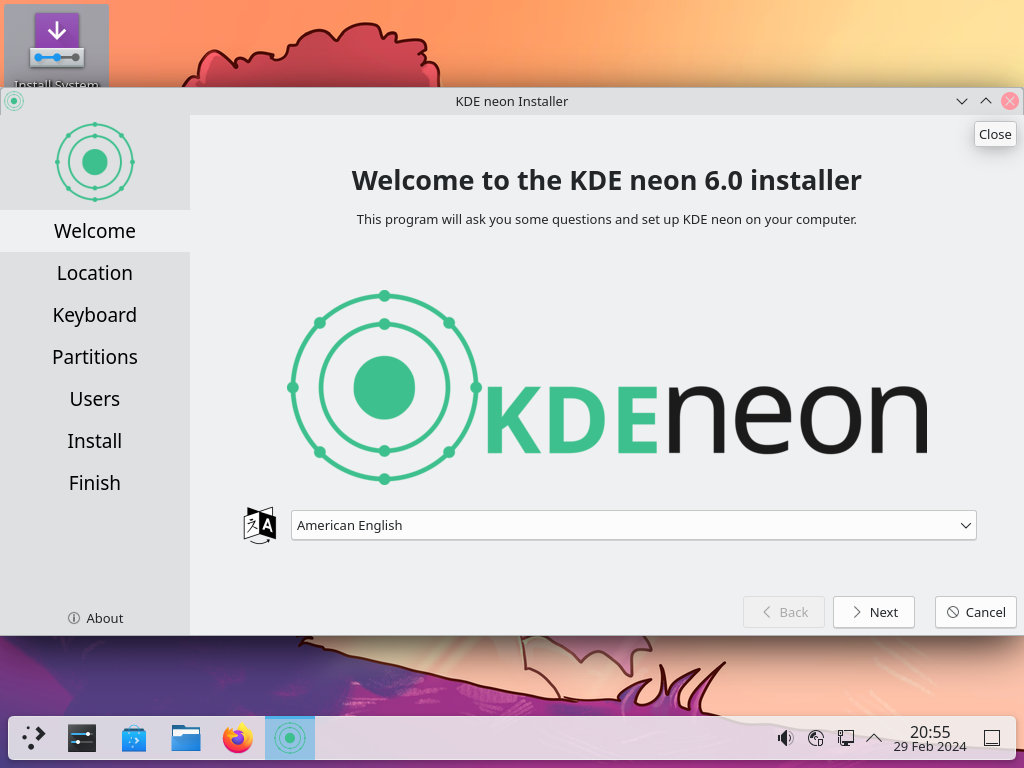 Install System
KDE neon Installer
Close
Welcome to the KDE neon 6.0 installer
This program will ask you some questions and set up KDE neon on your computer.
Welcome
Location
Keyboard
Partitions
Users
Install
Finish
KDEneon
American English
About
Back
Next
Cancel
20:55
29 Feb 2024